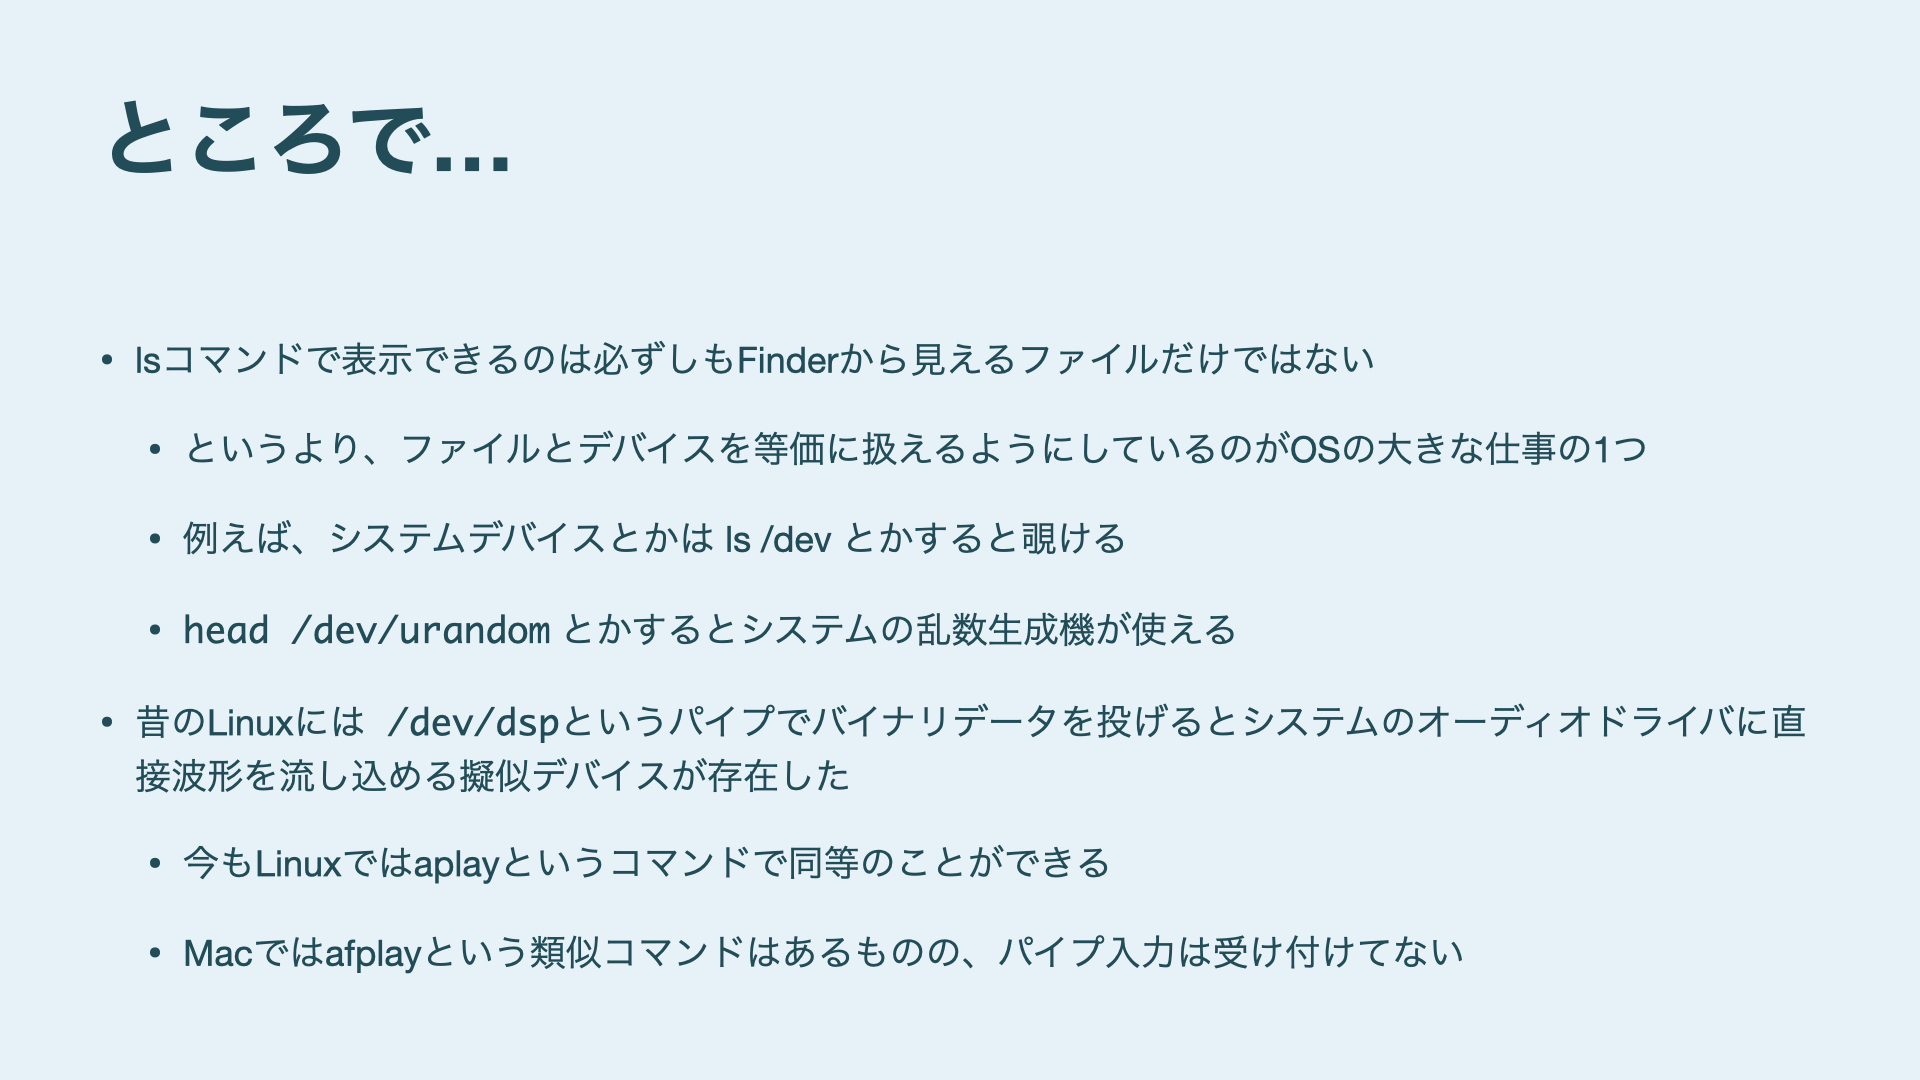 ところで...
• lsコマンドで表示できるのは必ずしもFinderから見えるファイルだけではない
• というより、ファイルとデバイスを等価に扱えるようにしているのがOSの大きな仕事の1つ
• 例えば、システムデバイスとかは ls /dev とかすると覗ける
• head /dev/urandom とかするとシステムの乱数生成機が使える
• 昔のLinuxには /dev/dspというパイプでバイナリデータを投げるとシステムのオーディオドライバに直
接波形を流し込める擬似デバイスが存在した
• 今もLinuxではaplayというコマンドで同等のことができる
• Macではafplayという類似コマンドはあるものの、パイプ入力は受け付けてない